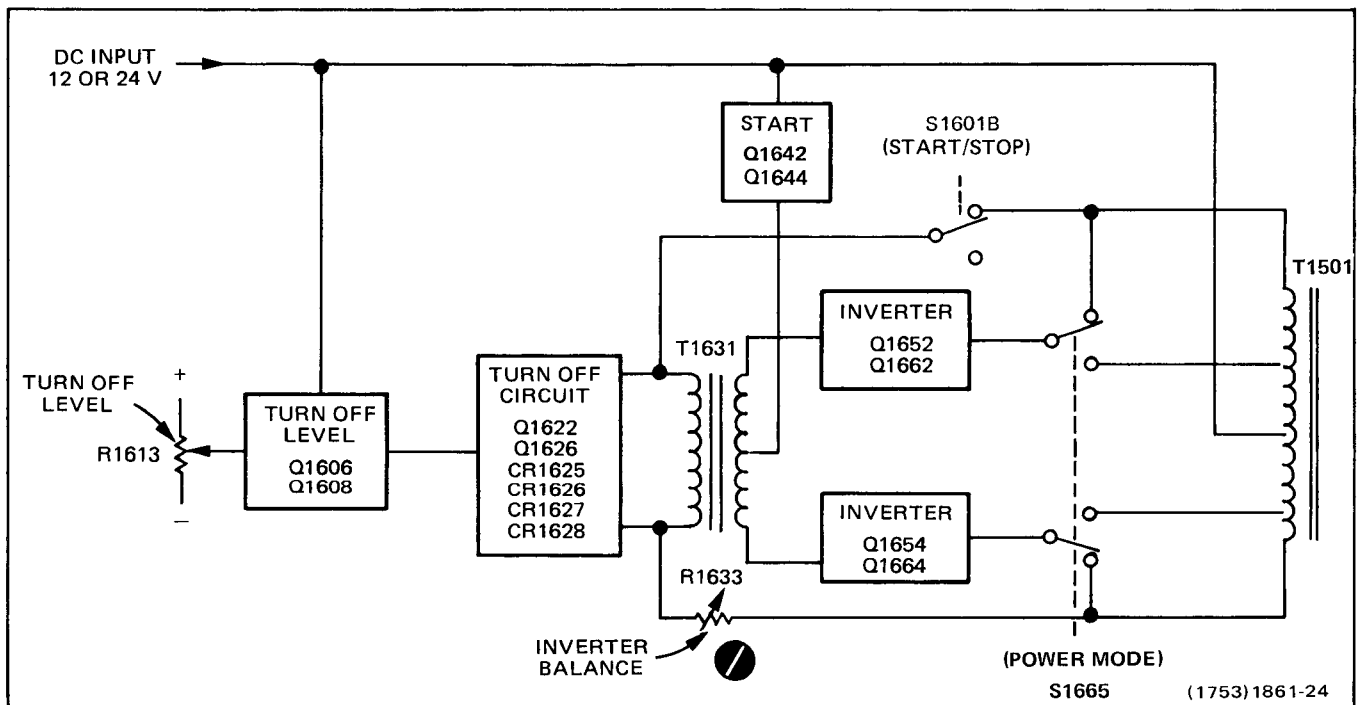 DC INPUT
12 OR 24 V
START
Q1642
Q1644
S1601B
(START/STOP)
T1501
INVERTER
Q1652
Q1662
T1631
TURN OFF
CIRCUIT
Q1622
Q1626
CR1625
CR1626
CR1627
CR1628
TURN OFF
LEVEL
+
R1613
—
TURN OFF
LEVEL
Q1606
Q1608
INVERTER
Q1654
Q1664
R1633
INVERTER
BALANCE
(POWER MODE)
S1665
(1753)1861-24